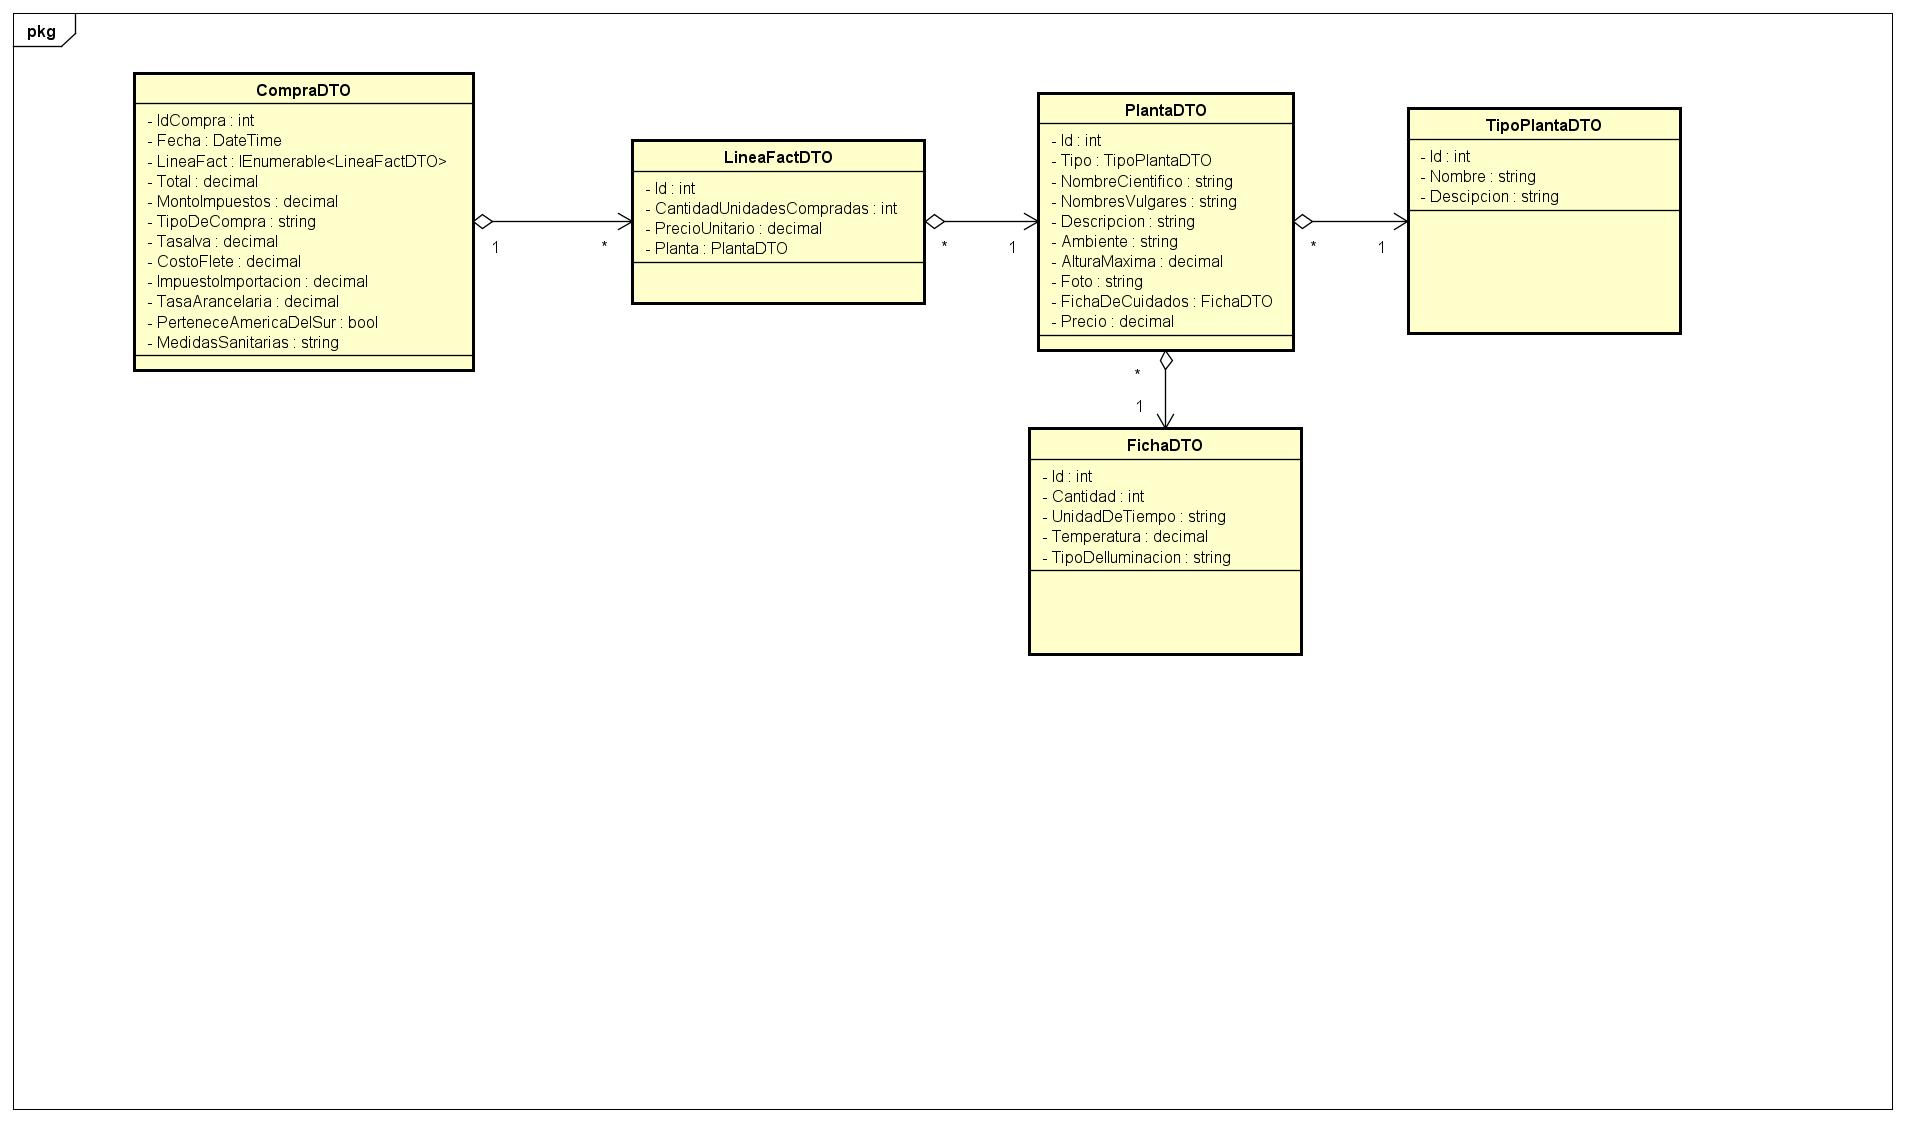 pkg
CompraDTO
- IdCompra : int
- Fecha : DateTime
- LineaFact : IEnumerable<LineaFactDTO>
- Total : decimal
- MontoImpuestos : decimal
- TipoDeCompra : string
- TasaIva : decimal
- CostoFlete : decimal
- ImpuestoImportacion : decimal
- TasaArancelaria : decimal
- PerteneceAmericaDelSur : bool
- MedidasSanitarias : string
1
*
LineaFactDTO
- Id : int
- CantidadUnidadesCompradas : int
- PrecioUnitario : decimal
- Planta : PlantaDTO
*
1
PlantaDTO
- Id : int
- Tipo : TipoPlantaDTO
- NombreCientifico : string
- NombresVulgares : string
- Descripcion : string
- Ambiente : string
- AlturaMaxima : decimal
- Foto : string
- FichaDeCuidados : FichaDTO
- Precio : decimal
*
1
TipoPlantaDTO
- Id : int
- Nombre : string
- Descipcion : string
*
1
FichaDTO
- Id : int
- Cantidad : int
- UnidadDeTiempo : string
- Temperatura : decimal
- TipoDeIluminacion : string